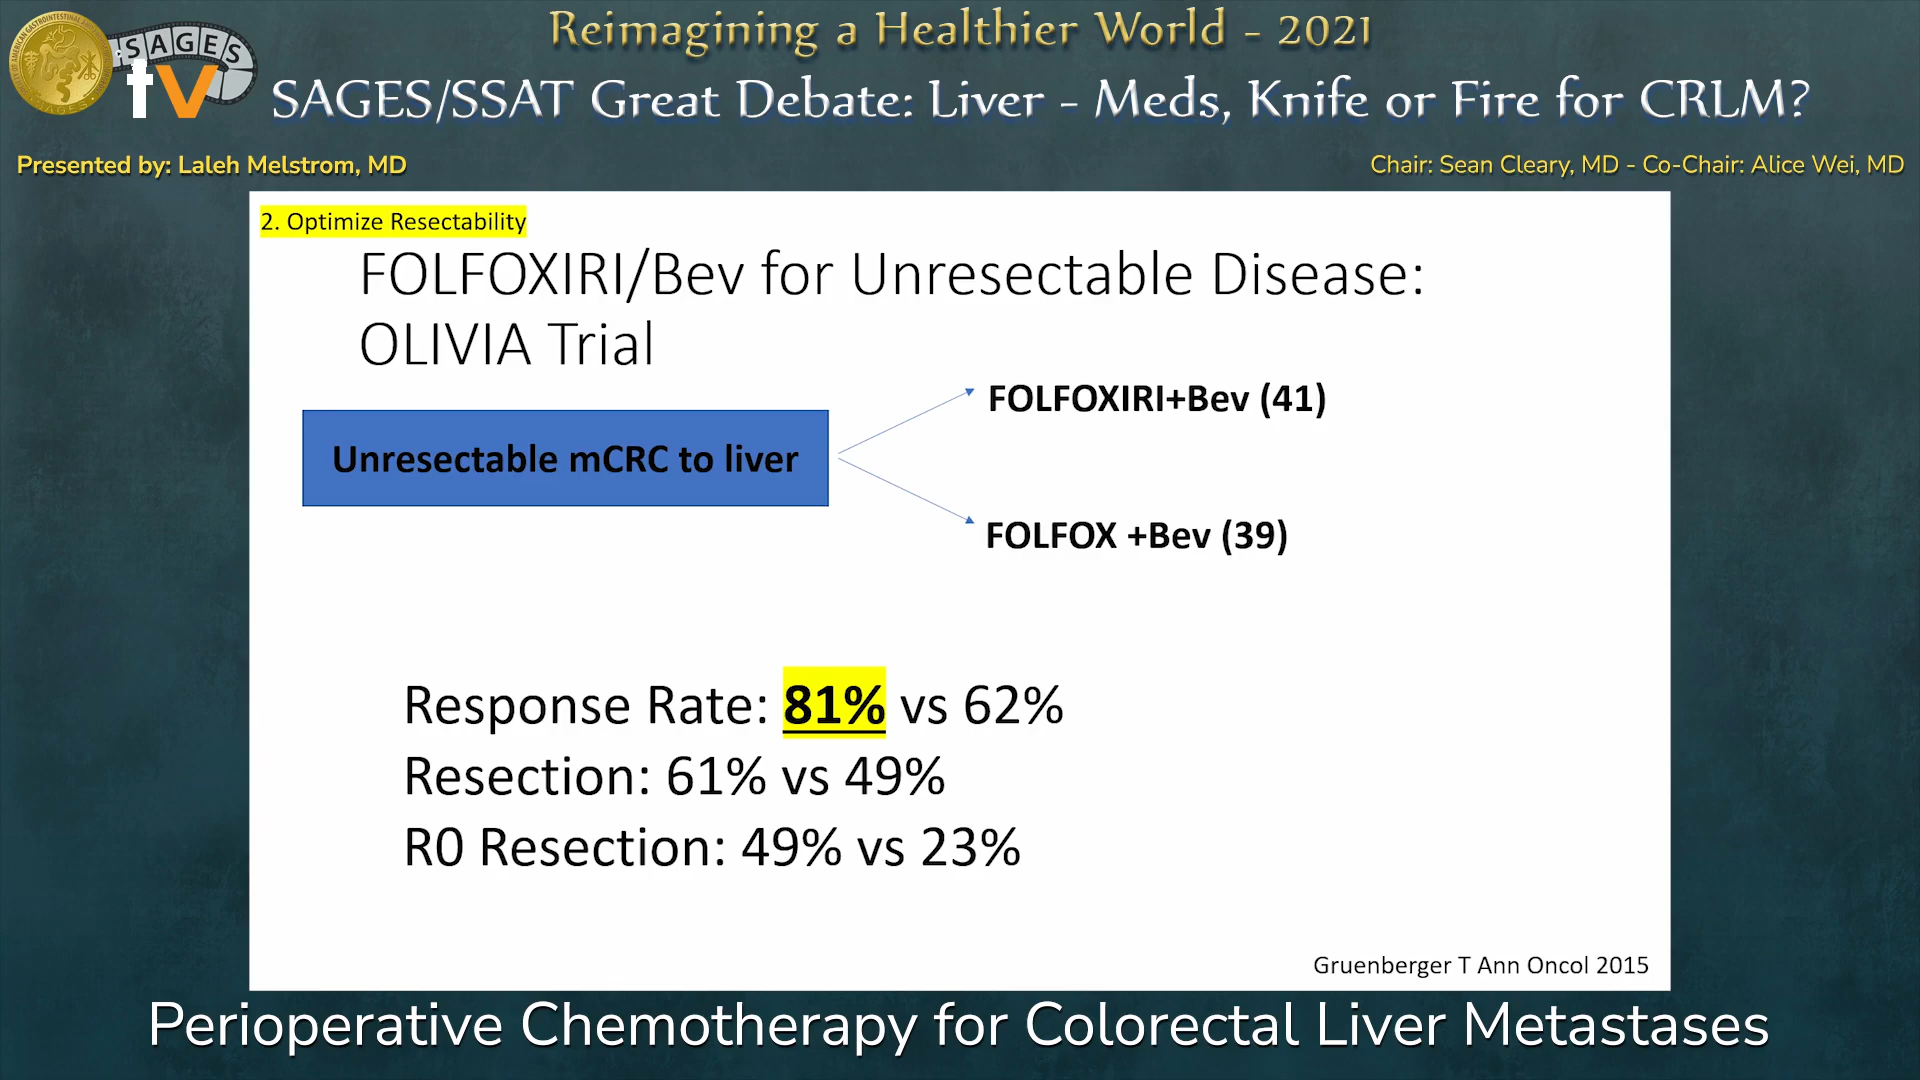 SAGES
tv
Reimagining a Healthier World - 2021
SAGES/SSAT Great Debate: Liver - Meds, Knife or Fire for CRLM?
Presented by: Laleh Melstrom, MD
Chair: Sean Cleary, MD - Co-Chair: Alice Wei, MD
2. Optimize Resectability
FOLFOXIRI/Bev for Unresectable Disease:
OLIVIA Trial
Unresectable mCRC to liver
FOLFOXIRI+Bev (41)
FOLFOX +Bev (39)
Response Rate: 81% vs 62%
Resection: 61% vs 49%
R0 Resection: 49% vs 23%
Gruenberger T Ann Oncol 2015
Perioperative Chemotherapy for Colorectal Liver Metastases